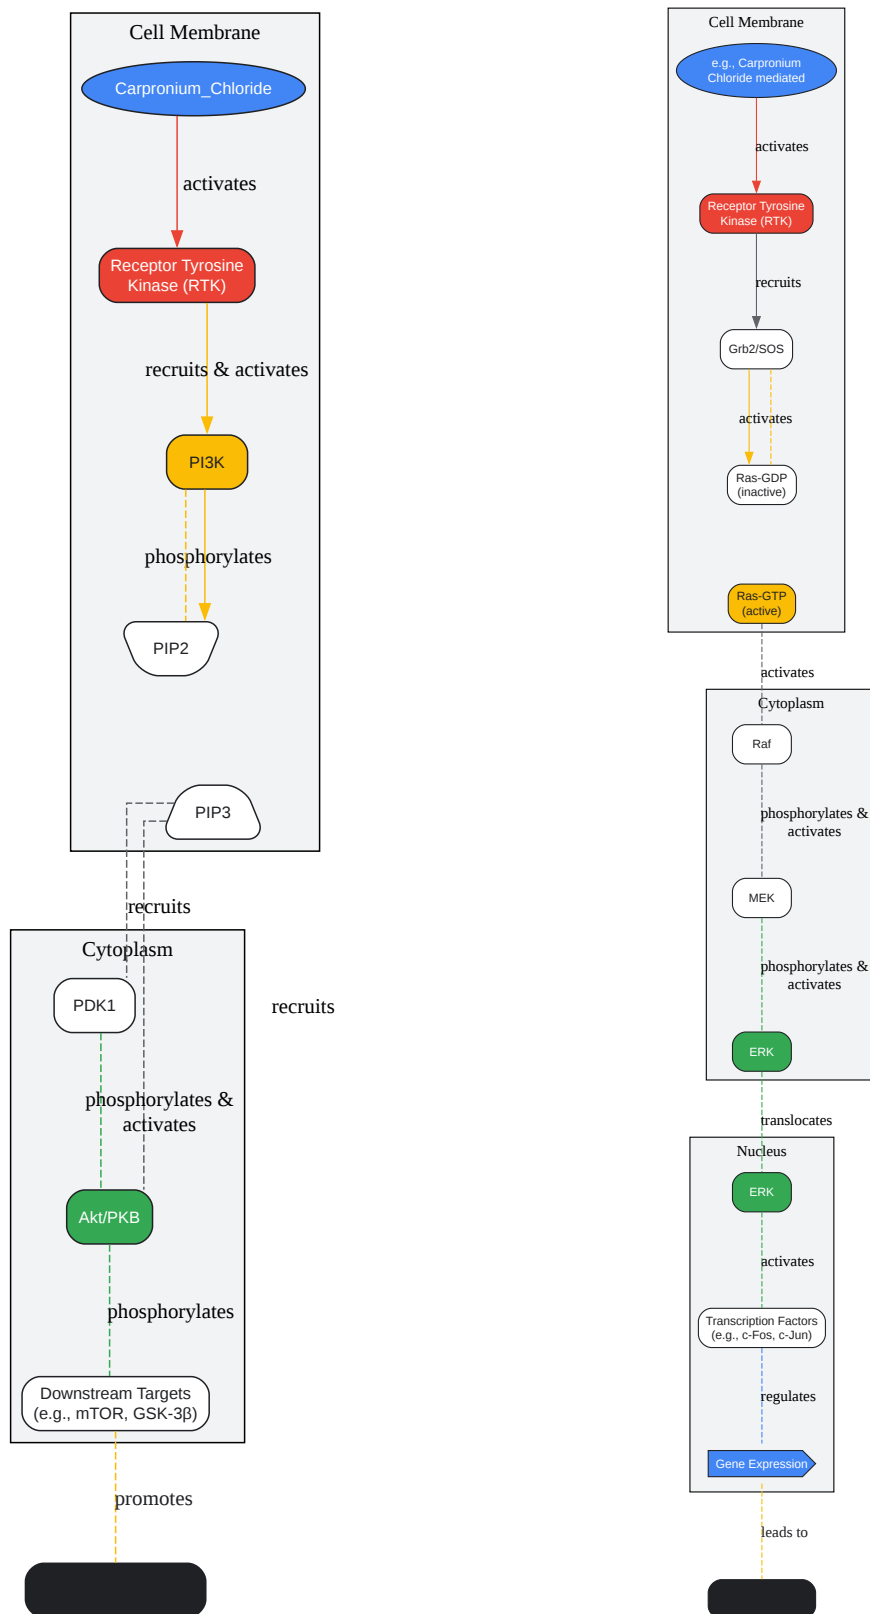 Cell Membrane
Carpronium_Chloride
activates
Receptor Tyrosine
Kinase (RTK)
recruits & activates
PI3K
phosphorylates
PIP2
PIP3
recruits
Cytoplasm
PDK1
recruits
phosphorylates &
activates
Akt/PKB
phosphorylates
Downstream Targets
(e.g., mTOR, GSK-3β)
promotes
Cell Membrane
e.g., Carpronium
Chloride mediated
activates
Receptor Tyrosine
Kinase (RTK)
recruits
Grb2/SOS
activates
Ras-GDP
(inactive)
Ras-GTP
(active)
activates
Cytoplasm
Raf
phosphorylates &
activates
MEK
phosphorylates &
activates
ERK
translocates
Nucleus
ERK
activates
Transcription Factors
(e.g., c-Fos, c-Jun)
regulates
Gene Expression
leads to